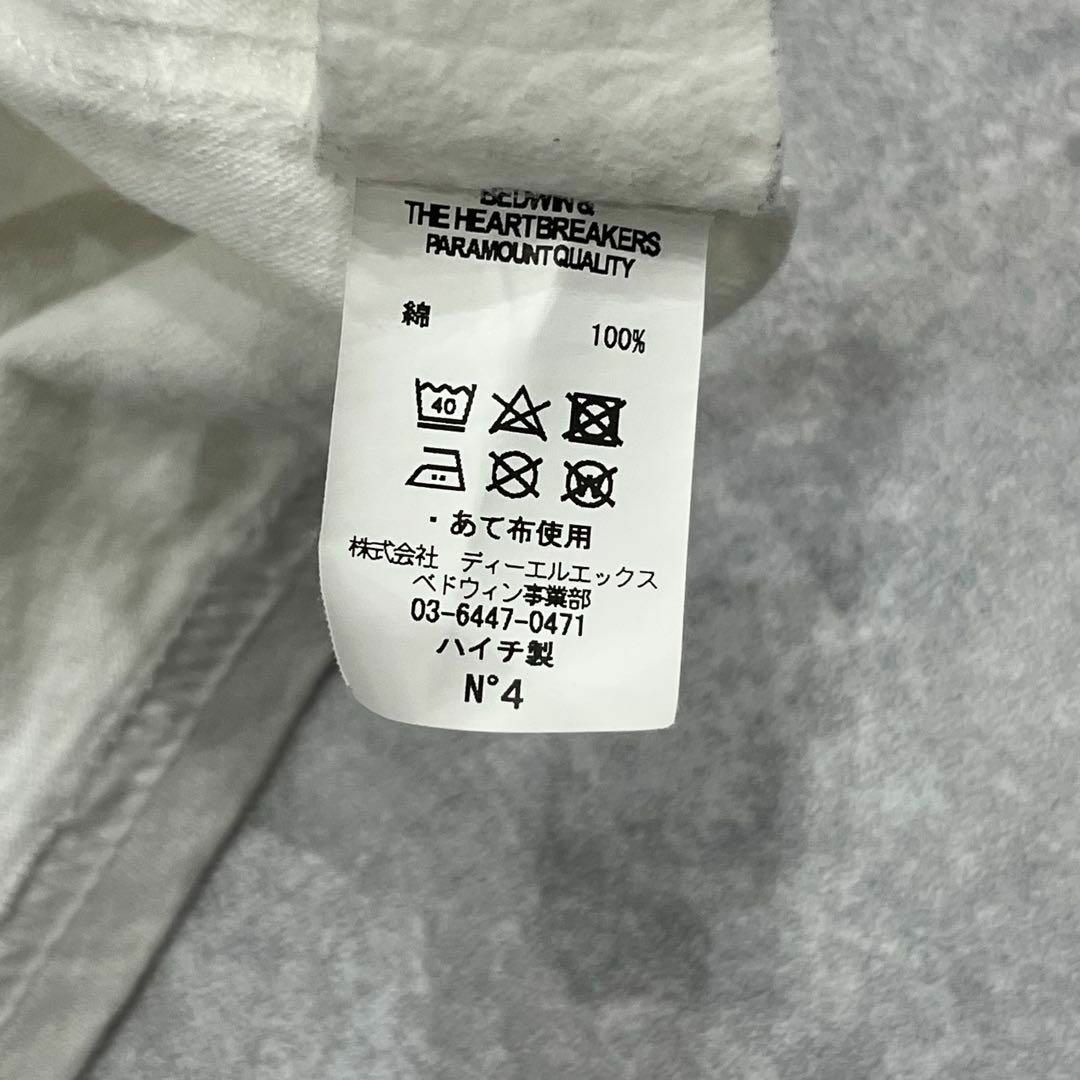 BEDWIN &
THE HEARTBREAKERS
PARAMOUNT QUALITY
綿 100%
40
W
・あて布使用
株式会社 ディーエルエックス
ベドウィン事業部
03-6447-0471
ハイチ製
N°4